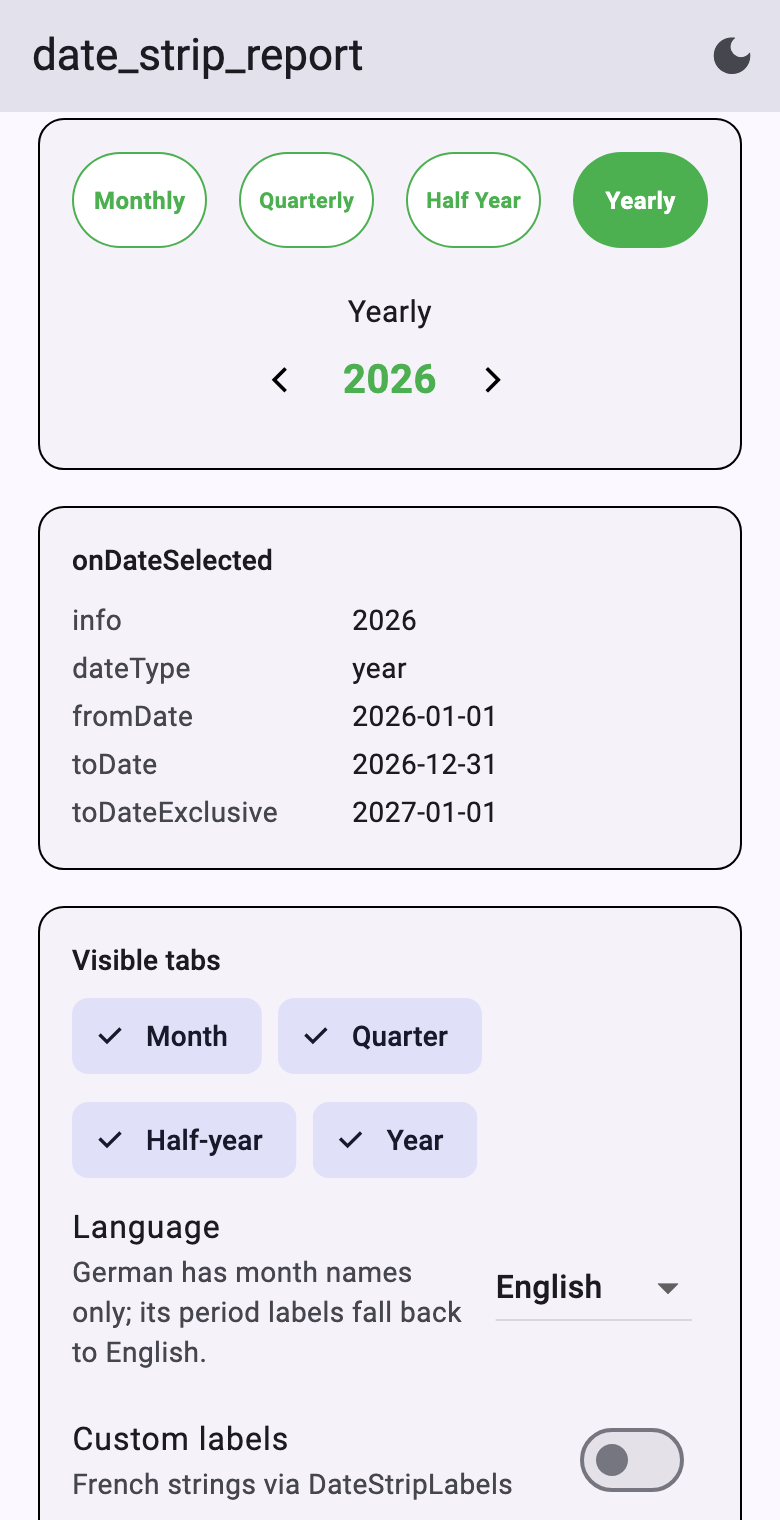 date_strip_report
Monthly Quarterly Half Year Yearly
Yearly
2026
onDateSelected
info 2026
dateType year
fromDate 2026-01-01
toDate 2026-12-31
toDateExclusive 2027-01-01
Visible tabs
Month Quarter
Half-year Year
Language
German has month names
only; its period labels fall back
to English.
English
Custom labels
French strings via DateStripLabels